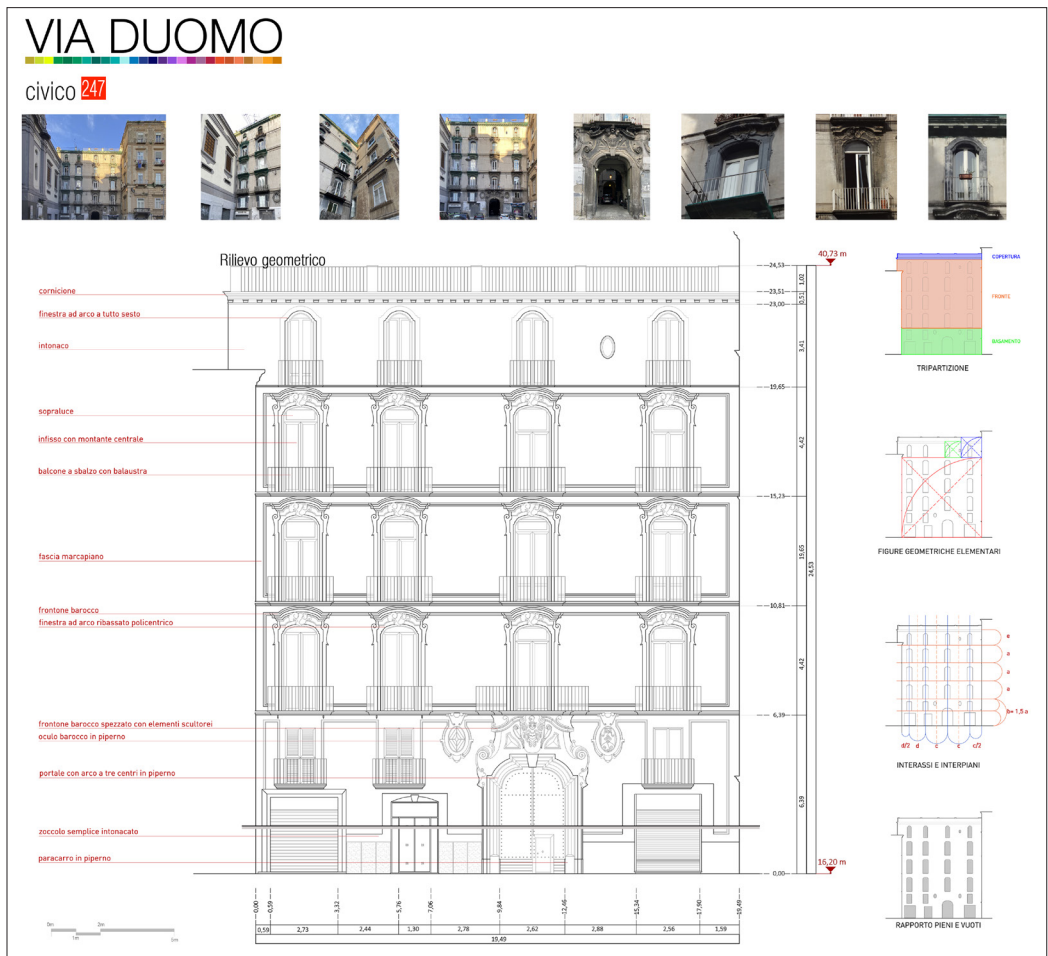 VIA DUOMO
civico 247
Rilievo geometrico
cornicione
finestra ad arco a tutto sesto
intonaco
sopraluce
infisso con montante centrale
balcone a sbalzo con balaustra
fascia marcapiano
frontone barocco
finestra ad arco ribassato policentrico
frontone barocco spezzato con elementi scultorei
oculo barocco in piperno
portale con arco a tre centri in piperno
zoccolo semplice intonacato
paracarro in piperno
40,73 m
24,53
23,51
23,00
19,65
15,23
10,81
6,39
0,00
1,02
0,51
3,41
4,42
19,65
24,53
4,42
6,39
16,20 m
0,00
0,59
3,32
5,76
7,06
9,84
12,46
15,34
17,90
19,49
0,59
2,73
2,44
1,30
2,78
2,62
2,88
2,56
1,59
19,49
0m
2m
1m
5m
COPERTURA
FRONTE
BASAMENTO
TRIPARTIZIONE
FIGURE GEOMETRICHE ELEMENTARI
a
a
b= 1,5 a
d/2
d
c
c
c/2
INTERASSI E INTERPIANI
RAPPORTO PIENI E VUOTI